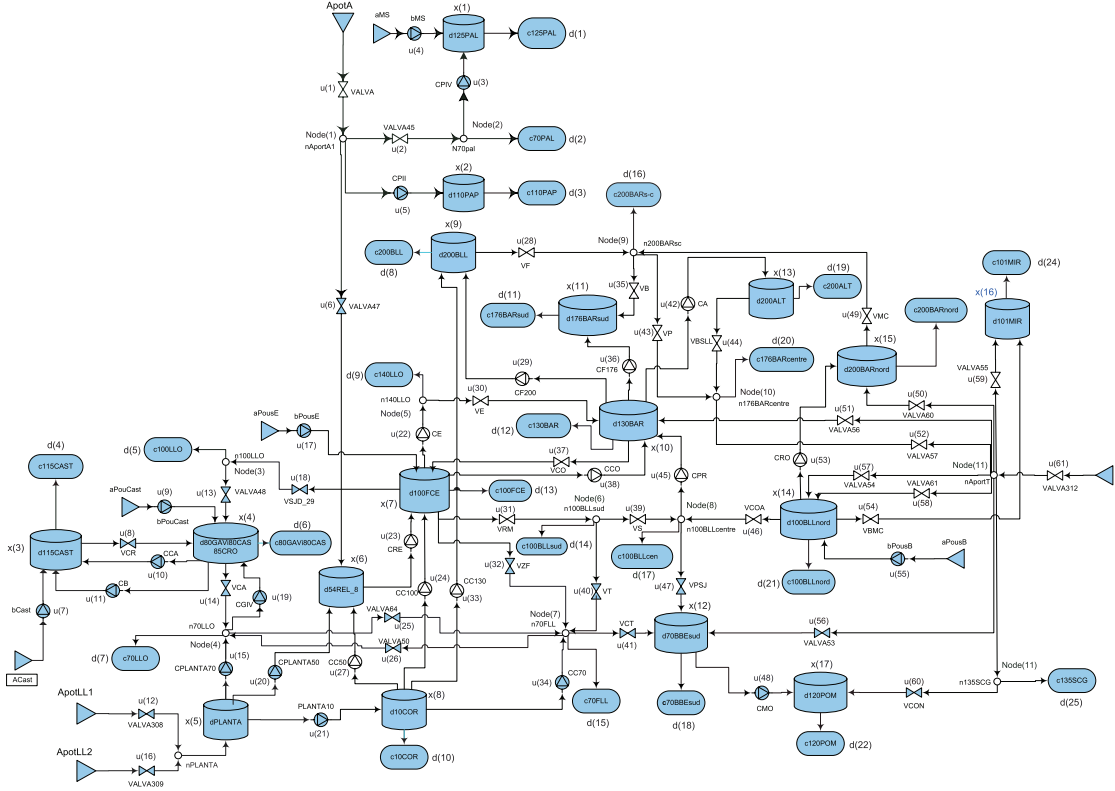 ApotA
x(1)
aMS
bMS
u(4)
d125PAL
c125PAL
d(1)
CPIV
u(3)
u(1)
VALVA
Node(1)
nAportA1
VALVA45
u(2)
Node(2)
N70pal
c70PAL
d(2)
x(2)
CPII
u(5)
d110PAP
c110PAP
d(3)
d(16)
c200BARs-c
x(9)
Node(9)
n200BARsc
c200BLL
d(8)
d200BLL
u(28)
VF
c101MIR
d(24)
x(13)
d(19)
d200ALT
c200ALT
u(6)
VALVA47
x(11)
d(11)
c176BARsud
d176BARsud
u(35)
VB
u(42)
CA
x(16)
d101MIR
c200BARnord
u(43)
VP
VBSLL
u(44)
u(49)
VMC
d(20)
c176BARcentre
x(15)
d200BARnord
u(36)
CF176
u(29)
CF200
d(9)
c140LLO
u(30)
VE
n140LLO
Node(5)
Node(10)
n176BARcentre
VALVA55
u(59)
u(50)
VALVA60
aPousE
bPousE
u(17)
d130BAR
x(10)
c130BAR
d(12)
u(51)
VALVA56
u(52)
VALVA57
d(4)
c115CAST
d(5)
c100LLO
n100LLO
Node(3)
u(22)
CE
u(37)
VCO
CCO
u(38)
u(45)
CPR
CRO
u(53)
u(57)
VALVA54
VALVA61
u(58)
Node(11)
nAportT
u(61)
VALVA312
u(18)
VSJD_29
u(13)
VALVA48
d100FCE
x(7)
c100FCE
d(13)
aPouCast
u(9)
bPouCast
x(4)
d80GAVi80CAS
85CRO
d(6)
c80GAVi80CAS
x(3)
d115CAST
u(8)
VCR
CCA
u(10)
CB
u(11)
VCA
u(14)
CGIV
u(19)
bCast
u(7)
ACast
u(31)
VRM
Node(6)
n100BLLsud
u(39)
VS
Node(8)
n100BLLcentre
VCOA
u(46)
x(14)
d100BLLnord
u(54)
VBMC
c100BLLsud
d(14)
c100BLLcen
d(17)
bPousB
u(55)
aPousB
d(21)
c100BLLnord
u(23)
CRE
x(6)
d54REL_8
u(32)
VZF
u(24)
CC100
CC130
u(33)
u(40)
VT
u(47)
VPSJ
x(12)
d70BBEsud
n70LLO
Node(4)
VALVA64
u(25)
VALVA50
u(26)
Node(7)
n70FLL
VCT
u(41)
u(56)
VALVA53
d(7)
c70LLO
u(15)
CPLANTA70
CPLANTA50
u(20)
CC50
u(27)
CC70
u(34)
c70FLL
d(15)
c70BBEsud
d(18)
u(48)
CMO
x(17)
d120POM
u(60)
VCON
Node(11)
n135SCG
c135SCG
d(25)
c120POM
d(22)
ApotLL1
u(12)
VALVA308
x(5)
dPLANTA
PLANTA10
u(21)
x(8)
d10COR
c10COR
d(10)
ApotLL2
u(16)
VALVA309
nPLANTA